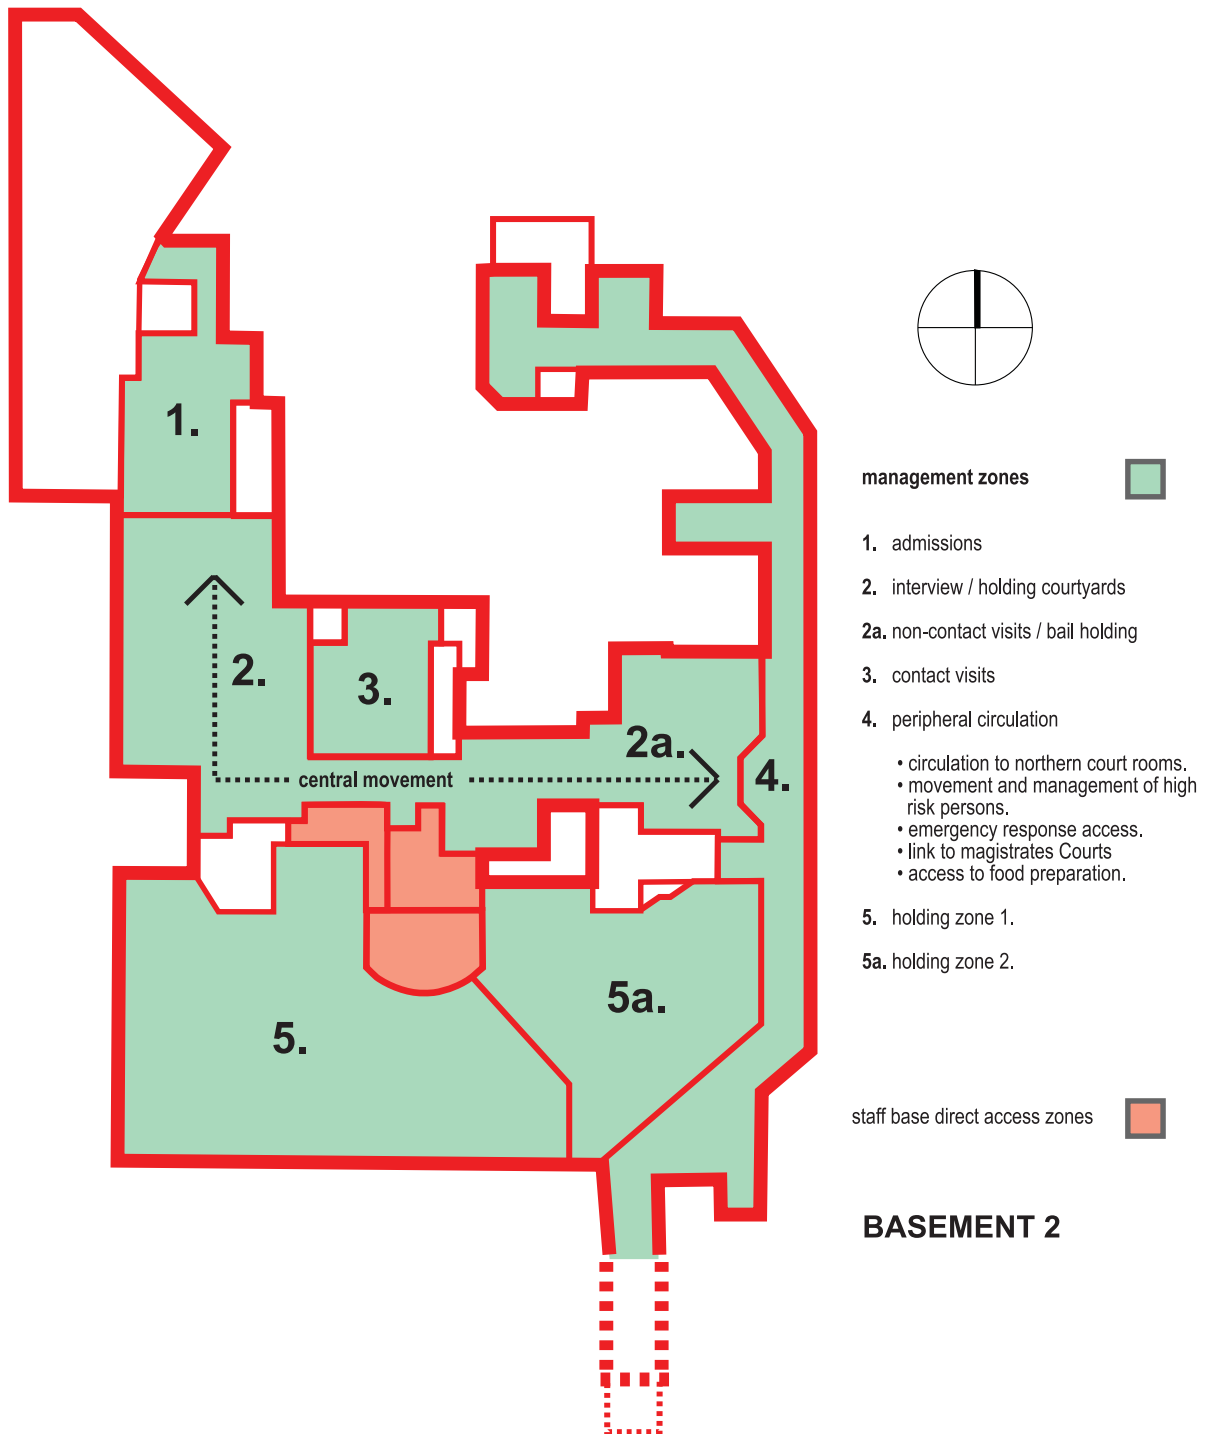 1.
2.
3.
2a.
central movement
4.
5a.
5.
management zones
1. admissions
2. interview / holding courtyards
2a. non-contact visits / bail holding
3. contact visits
4. peripheral circulation
• circulation to northern court rooms.
• movement and management of high
risk persons.
• emergency response access.
• link to magistrates Courts
• access to food preparation.
5. holding zone 1.
5a. holding zone 2.
staff base direct access zones
BASEMENT 2